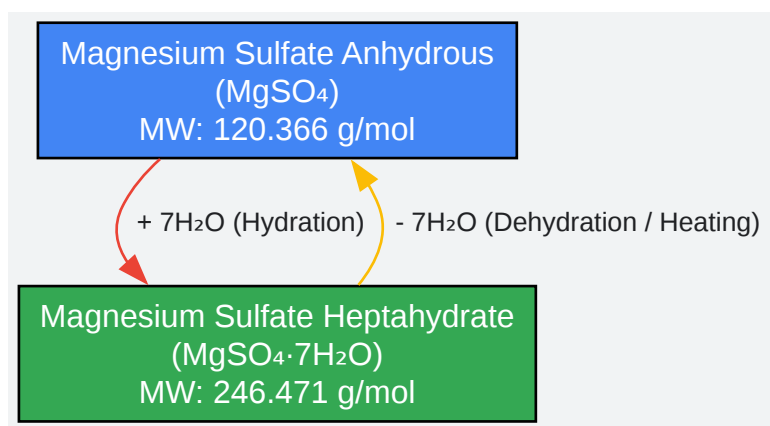 Magnesium Sulfate Anhydrous
(MgSO₄)
MW: 120.366 g/mol
+ 7H₂O (Hydration)
- 7H₂O (Dehydration / Heating)
Magnesium Sulfate Heptahydrate
(MgSO₄·7H₂O)
MW: 246.471 g/mol